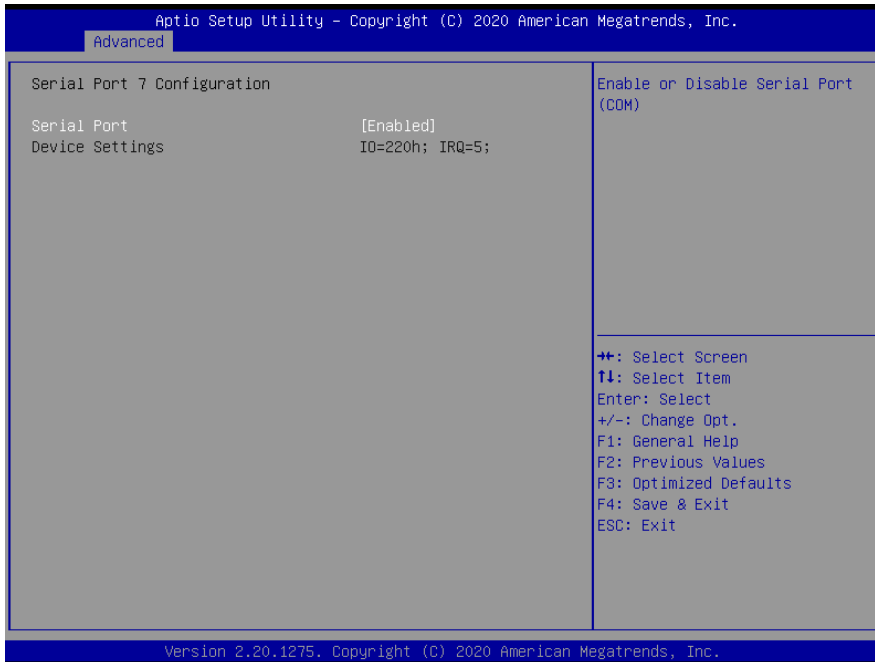 Aptio Setup Utility – Copyright (C) 2020 American Megatrends, Inc.
Advanced
Serial Port 7 Configuration
Serial Port [Enabled]
Device Settings IO=220h; IRQ=5;
Enable or Disable Serial Port
(COM)
→←: Select Screen
↑↓: Select Item
Enter: Select
+/-: Change Opt.
F1: General Help
F2: Previous Values
F3: Optimized Defaults
F4: Save & Exit
ESC: Exit
Version 2.20.1275. Copyright (C) 2020 American Megatrends, Inc.